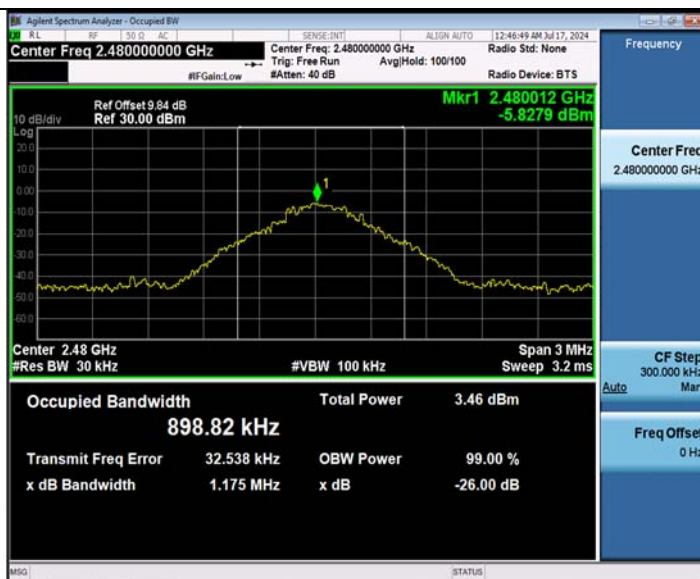 Agilent Spectrum Analyzer - Occupied BW
RL RF 50 Ω AC SENSE:INT ALIGN AUTO 12:46:49 AM Jul 17, 2024
Center Freq 2.480000000 GHz
Center Freq: 2.480000000 GHz
Radio Std: None
Trig: Free Run Avg|Hold: 100/100
#IFGain:Low
#Atten: 40 dB
Radio Device: BTS
Frequency
Ref Offset 9.84 dB
Mkr1 2.480012 GHz
10 dB/div Ref 30.00 dBm -5.8279 dBm
Log
20.0
10.0
0.00
-10.0
-20.0
-30.0
-40.0
-50.0
-60.0
1
Center Freq
2.480000000 GHz
Center 2.48 GHz Span 3 MHz
#Res BW 30 kHz #VBW 100 kHz Sweep 3.2 ms
CF Step
300.000 kHz
Auto Man
Occupied Bandwidth Total Power 3.46 dBm
898.82 kHz
Transmit Freq Error 32.538 kHz OBW Power 99.00 %
x dB Bandwidth 1.175 MHz x dB -26.00 dB
Freq Offset
0 Hz
MSG STATUS